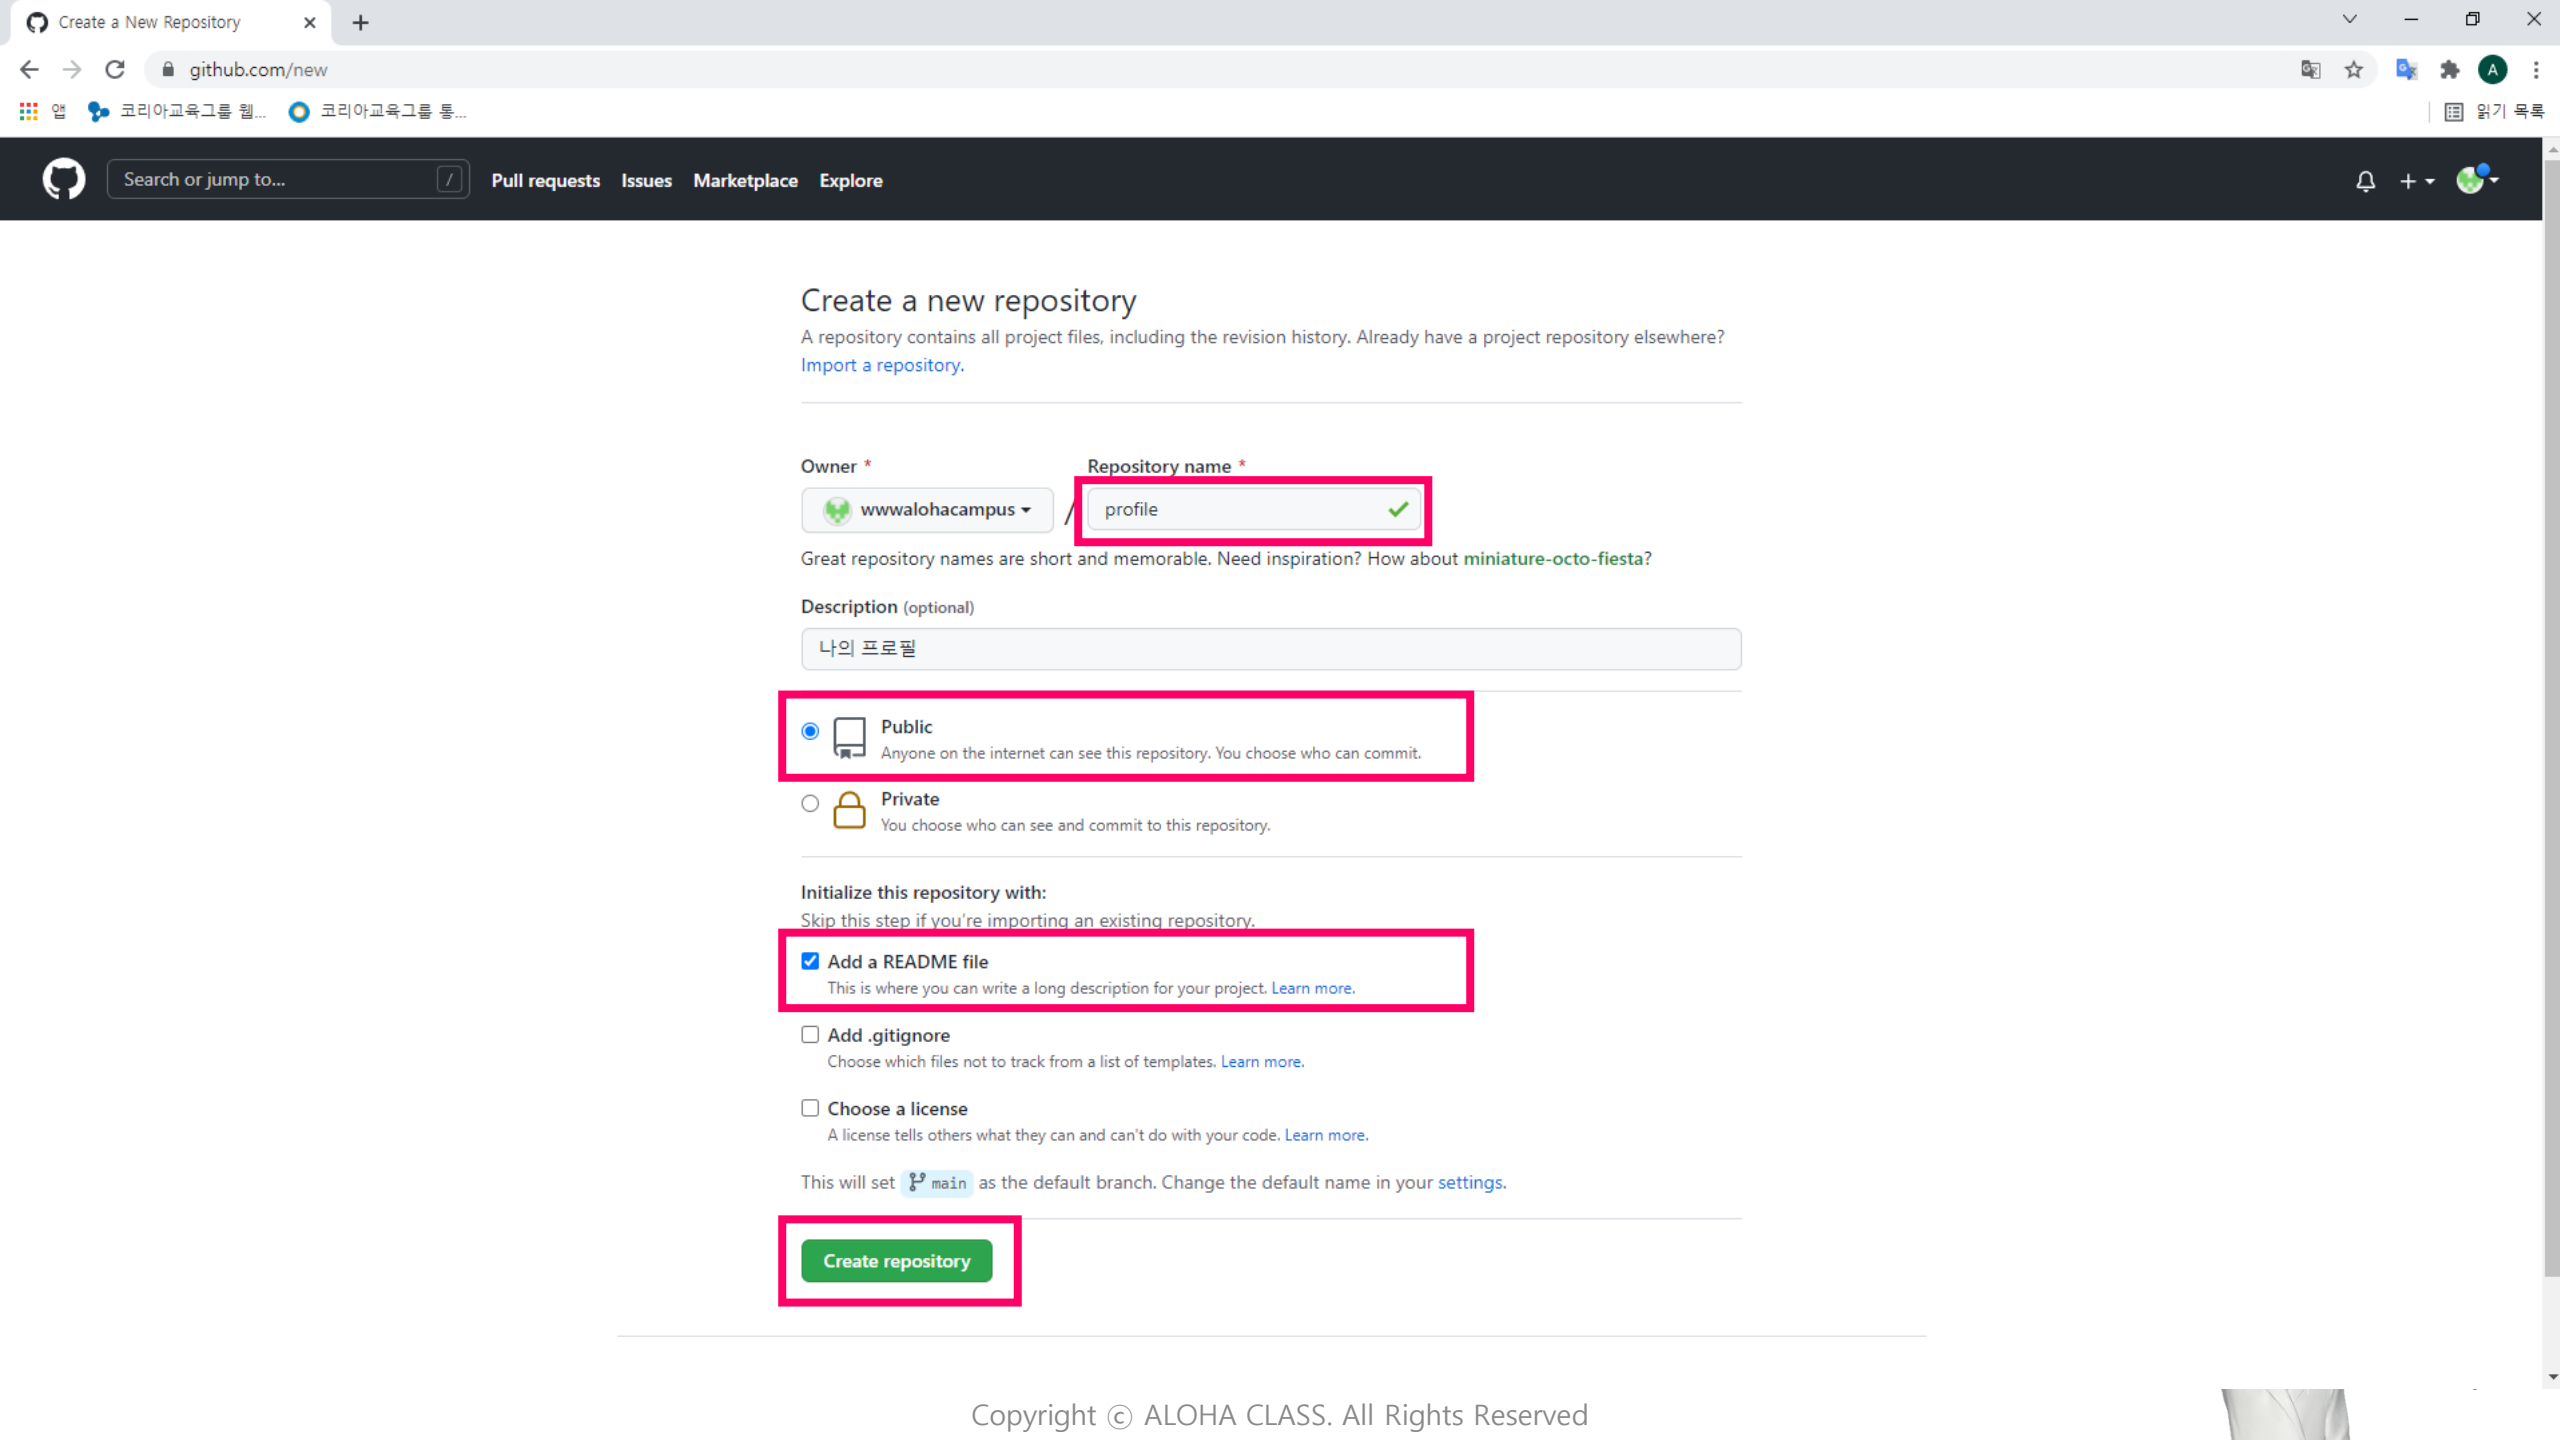 Create a New Repository
github.com/new
앱 코리아교육그룹 웹... 코리아교육그룹 통... 읽기 목록
A
Search or jump to... / Pull requests Issues Marketplace Explore
Create a new repository
A repository contains all project files, including the revision history. Already have a project repository elsewhere?
Import a repository.
Owner * Repository name *
wwwalohacampus / profile
Great repository names are short and memorable. Need inspiration? How about miniature-octo-fiesta?
Description (optional)
나의 프로필
Public
Anyone on the internet can see this repository. You choose who can commit.
Private
You choose who can see and commit to this repository.
Initialize this repository with:
Skip this step if you're importing an existing repository.
Add a README file
This is where you can write a long description for your project. Learn more.
Add .gitignore
Choose which files not to track from a list of templates. Learn more.
Choose a license
A license tells others what they can and can't do with your code. Learn more.
This will set main as the default branch. Change the default name in your settings.
Create repository
Copyright ⓒ ALOHA CLASS. All Rights Reserved